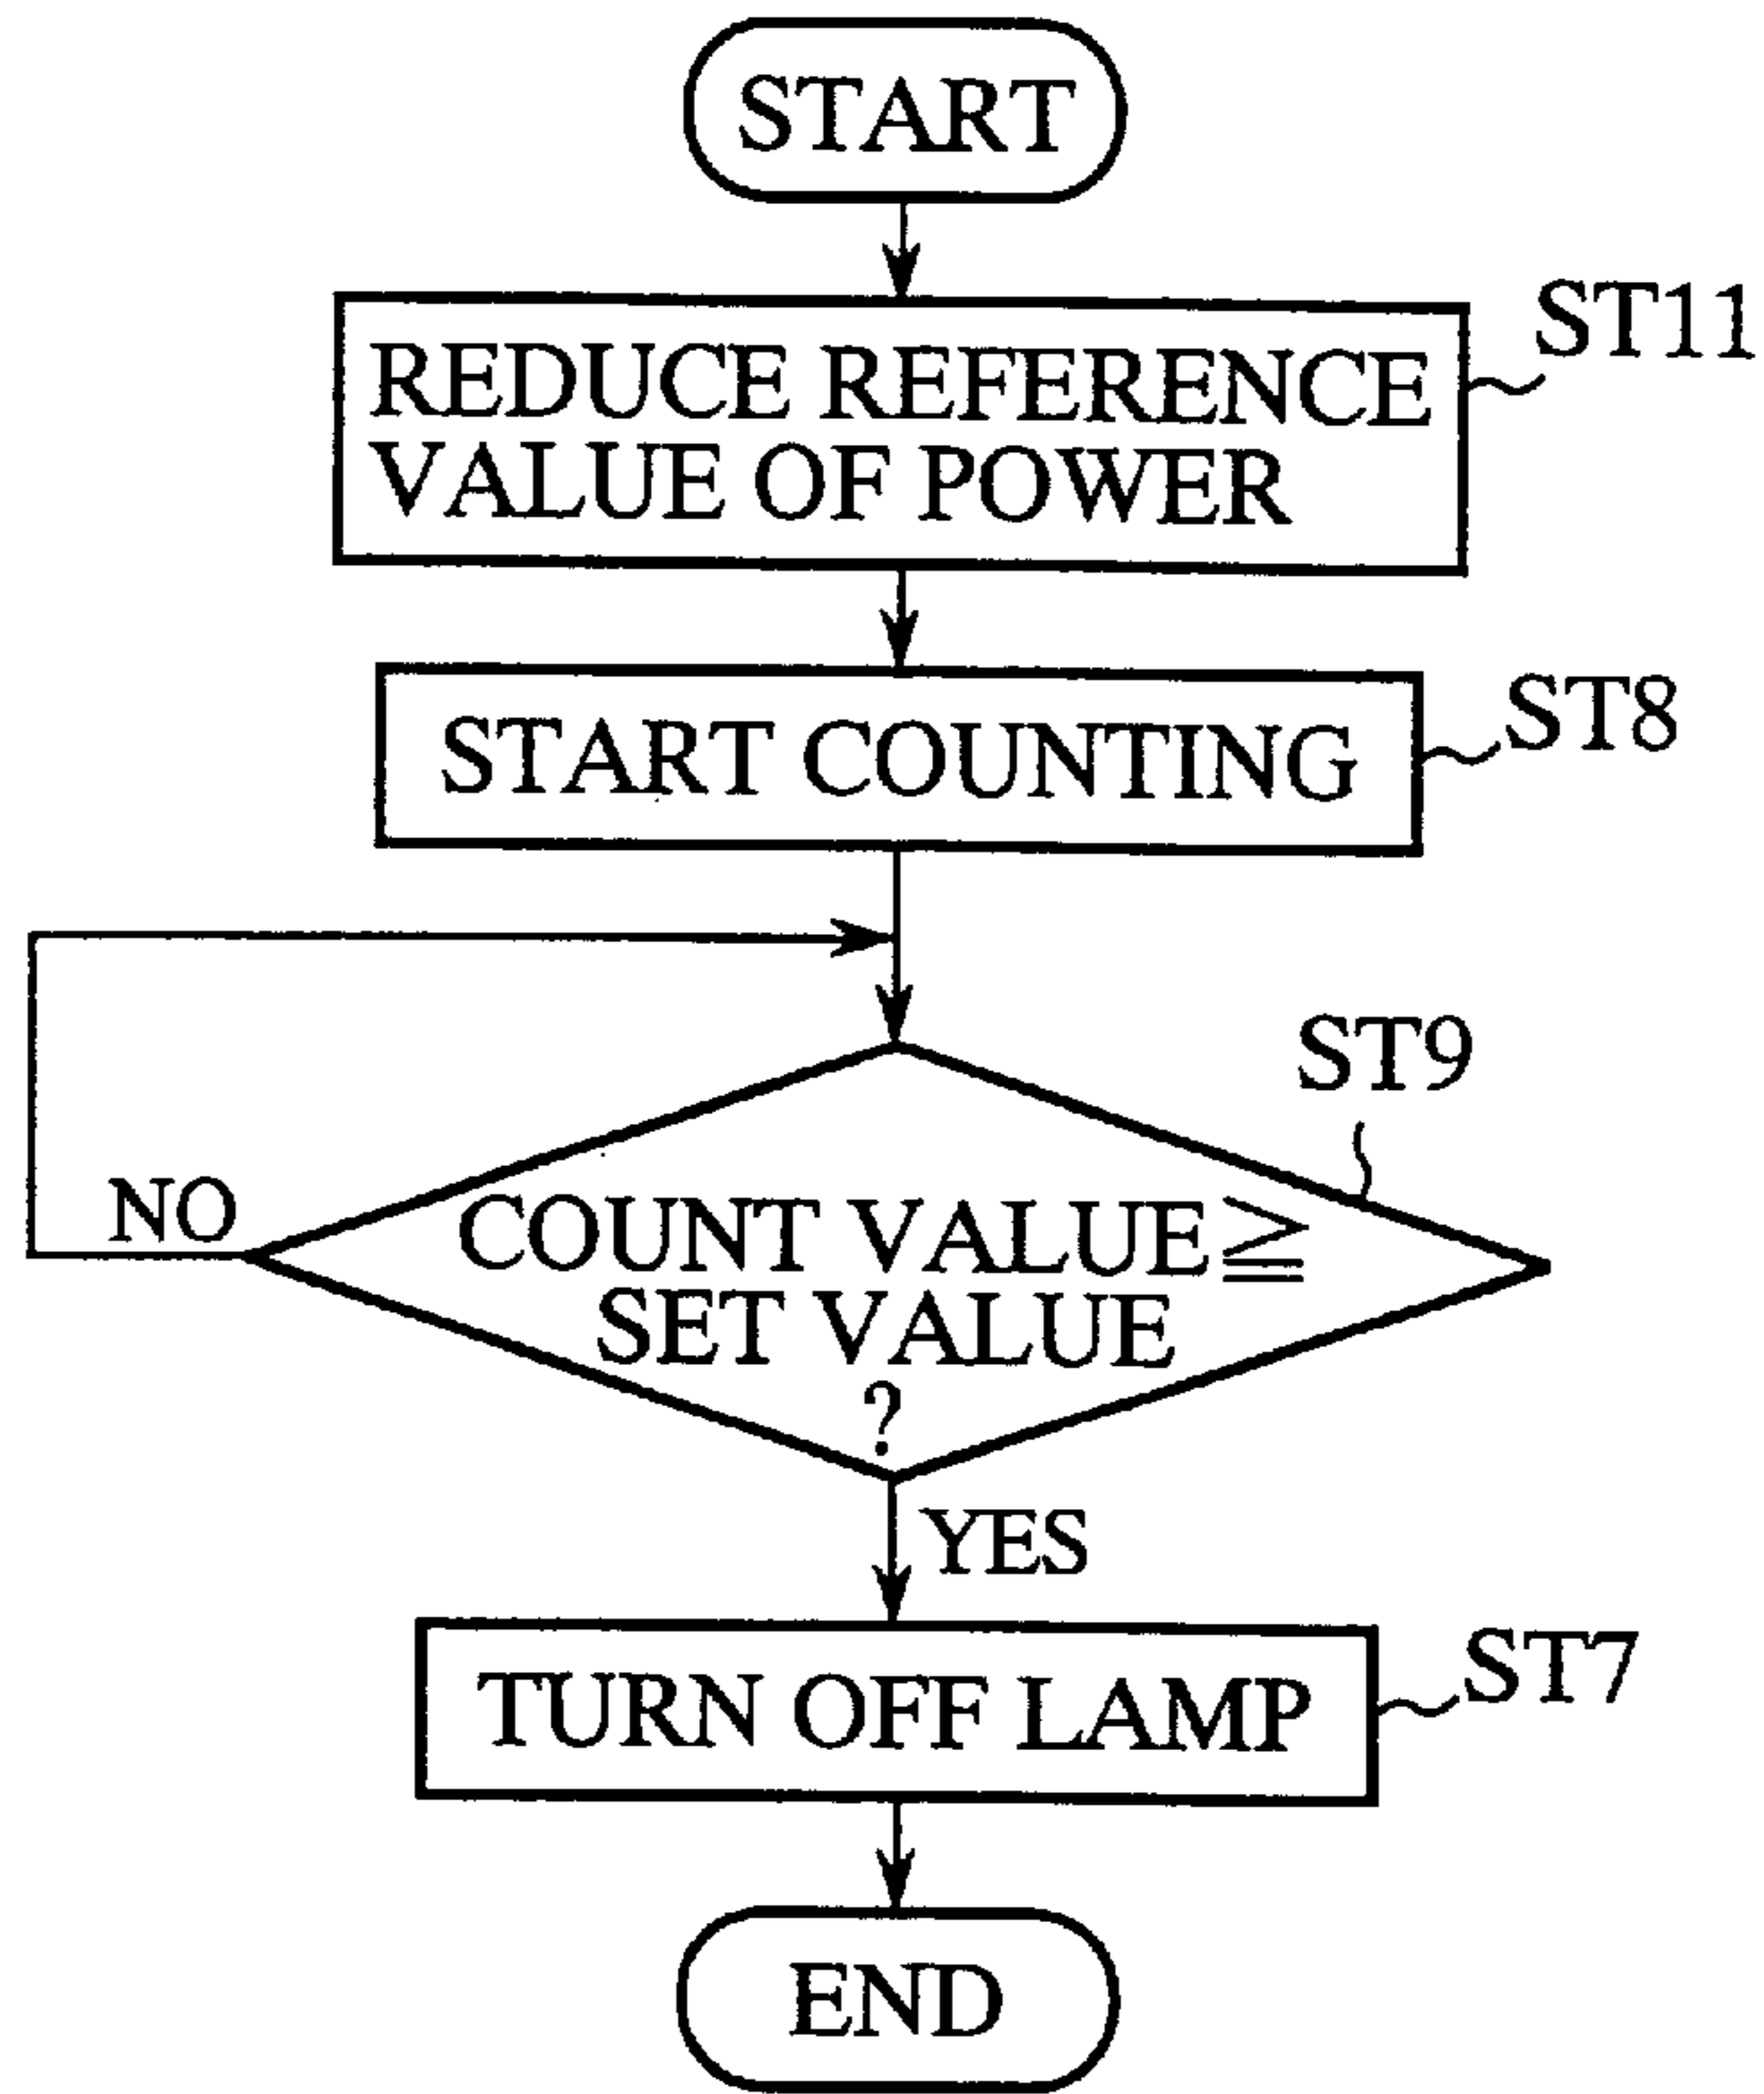 START
ST11
REDUCE REFERENCE
VALUE OF POWER
ST8
START COUNTING
ST9
NO
COUNT VALUE≧
SET VALUE
?
YES
ST7
TURN OFF LAMP
END